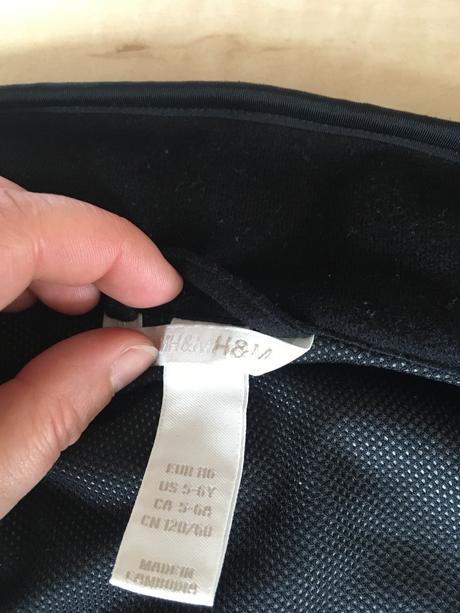 H&M H&M
EUR 116
US 5-6Y
CA 5-6A
CN 120/60
MADE IN
CAMBODIA